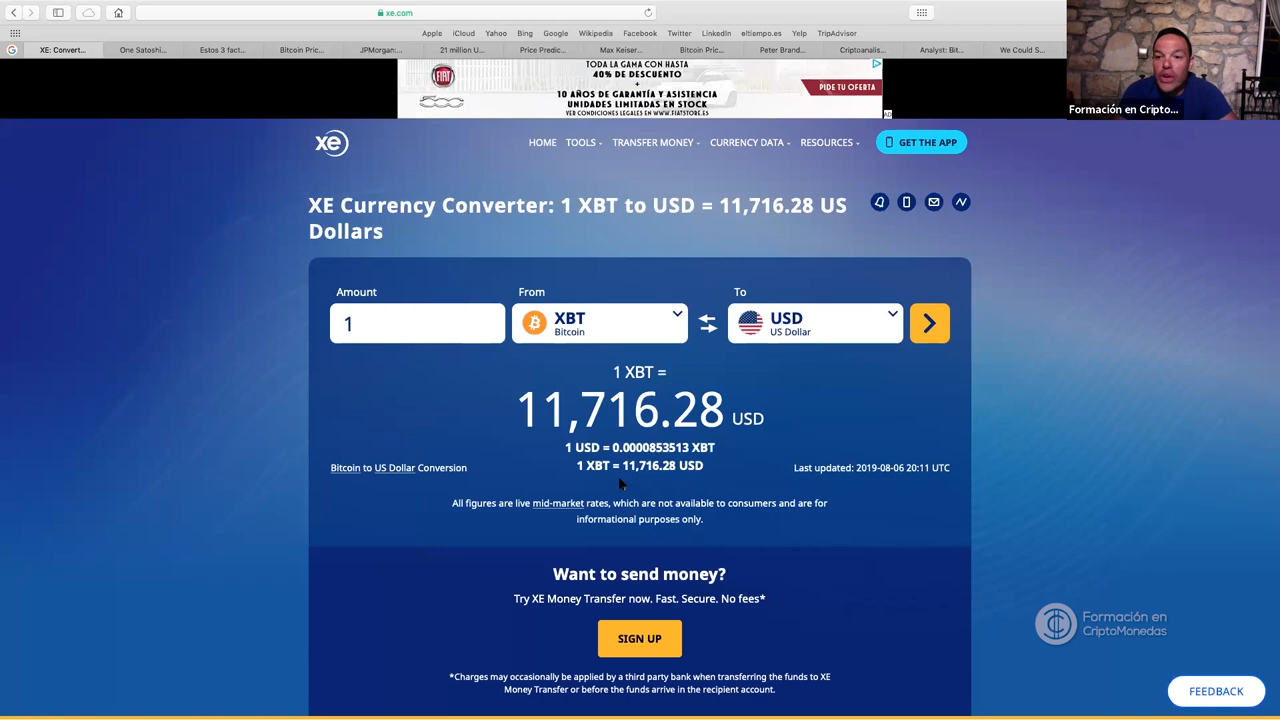 xe.com
Apple iCloud Yahoo Bing Google Wikipedia Facebook Twitter LinkedIn eltiempo.es Yelp TripAdvisor
XE: Convert... One Satoshi... Estos 3 fact... Bitcoin Pric... JPMorgan:... 21 million U... Price Predic... Max Keiser... Bitcoin Pric... Peter Brand... Criptoanalis... Analyst: Bit... We Could S...
Formación en Cripto...
FIAT
500
TODA LA GAMA CON HASTA
40% DE DESCUENTO
+
10 AÑOS DE GARANTÍA Y ASISTENCIA
UNIDADES LIMITADAS EN STOCK
VER CONDICIONES LEGALES EN WWW.FIATSTORE.ES
PIDE TU OFERTA
AD
xe
HOME TOOLS TRANSFER MONEY CURRENCY DATA RESOURCES GET THE APP
XE Currency Converter: 1 XBT to USD = 11,716.28 US
Dollars
Amount From To
1
XBT
Bitcoin
USD
US Dollar
1 XBT =
11,716.28 USD
1 USD = 0.0000853513 XBT
1 XBT = 11,716.28 USD
Bitcoin to US Dollar Conversion
Last updated: 2019-08-06 20:11 UTC
All figures are live mid-market rates, which are not available to consumers and are for
informational purposes only.
Want to send money?
Try XE Money Transfer now. Fast. Secure. No fees*
SIGN UP
*Charges may occasionally be applied by a third party bank when transferring the funds to XE
Money Transfer or before the funds arrive in the recipient account.
Formación en
CriptoMonedas
FEEDBACK